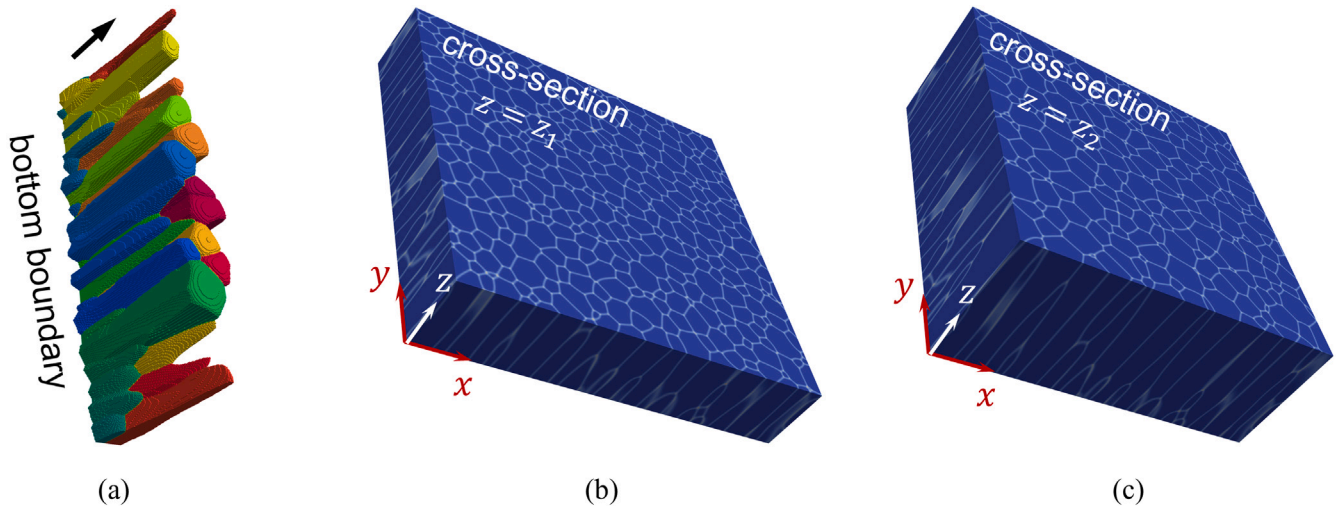 bottom boundary
cross-section
z = z₁
y
z
x
cross-section
z = z₂
y
z
x
(a)
(b)
(c)